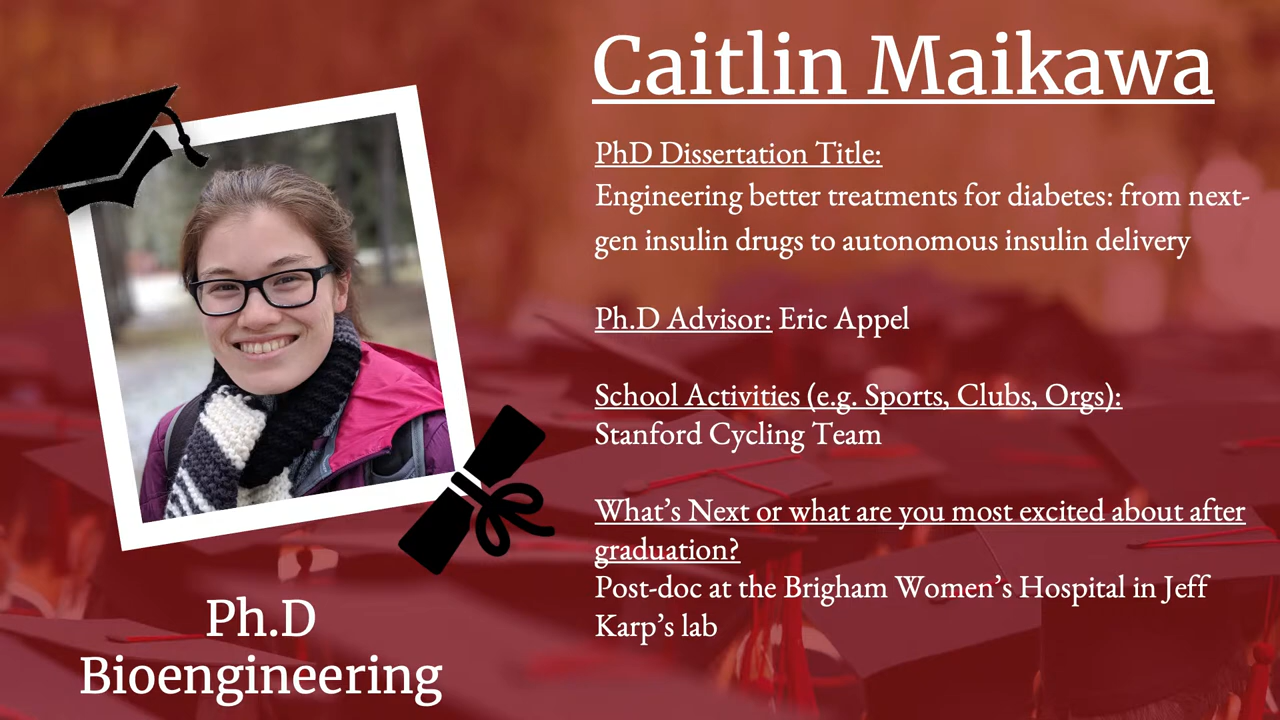 Caitlin Maikawa
PhD Dissertation Title:
Engineering better treatments for diabetes: from next-
gen insulin drugs to autonomous insulin delivery
Ph.D Advisor: Eric Appel
School Activities (e.g. Sports, Clubs, Orgs):
Stanford Cycling Team
What’s Next or what are you most excited about after
graduation?
Post-doc at the Brigham Women’s Hospital in Jeff
Karp’s lab
Ph.D
Bioengineering